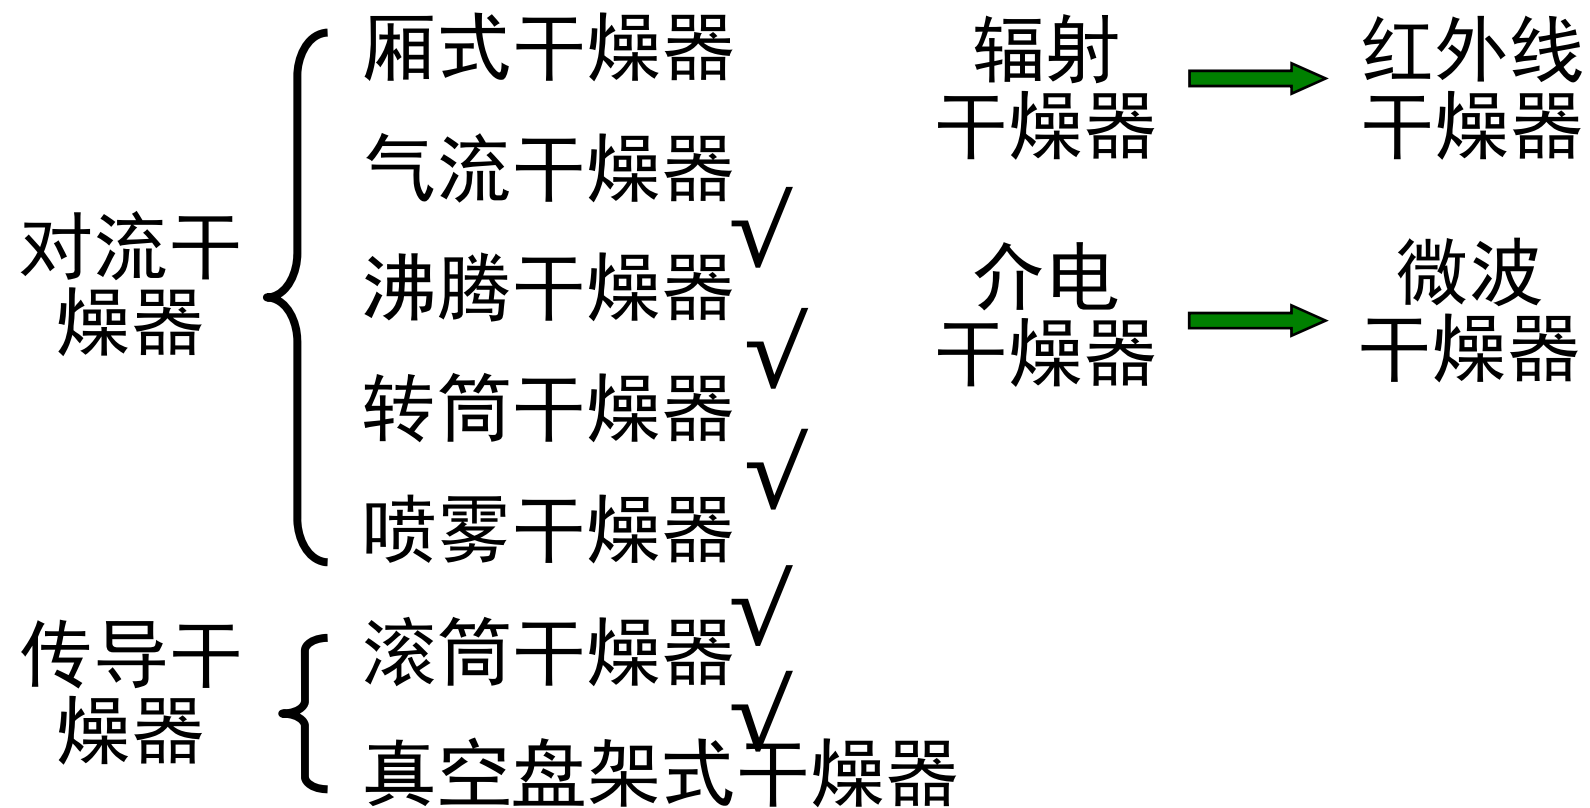 对流干
燥器
厢式干燥器
气流干燥器
√
沸腾干燥器
√
转筒干燥器
√
喷雾干燥器
√
传导干
燥器
滚筒干燥器
√
真空盘架式干燥器
辐射
干燥器
红外线
干燥器
介电
干燥器
微波
干燥器